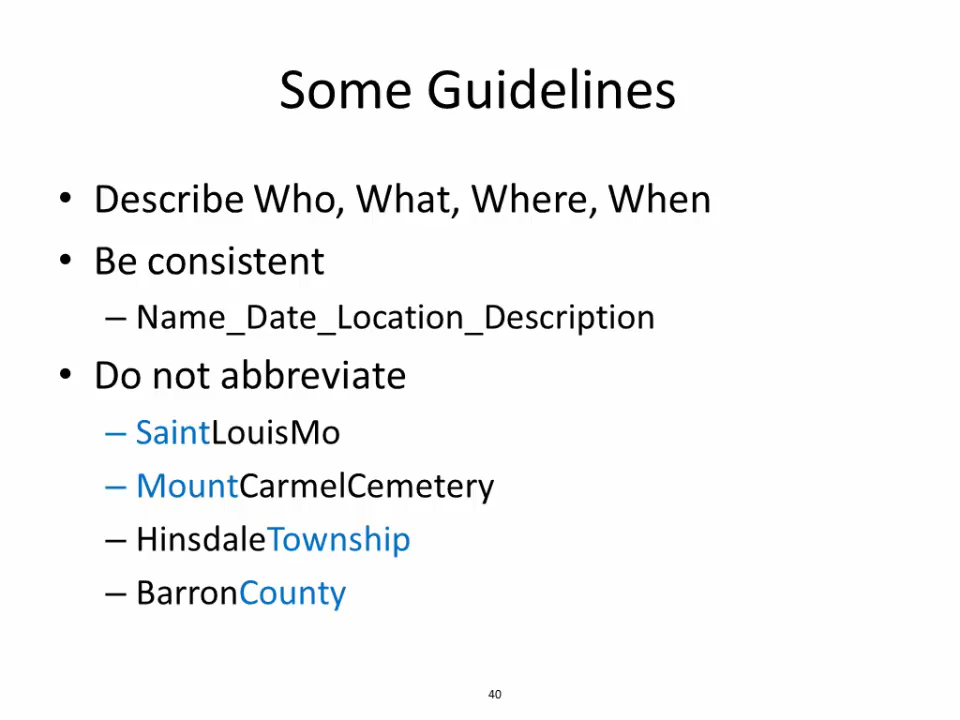 Some Guidelines
• Describe Who, What, Where, When
• Be consistent
– Name_Date_Location_Description
• Do not abbreviate
– SaintLouisMo
– MountCarmelCemetery
– HinsdaleTownship
– BarronCounty
40